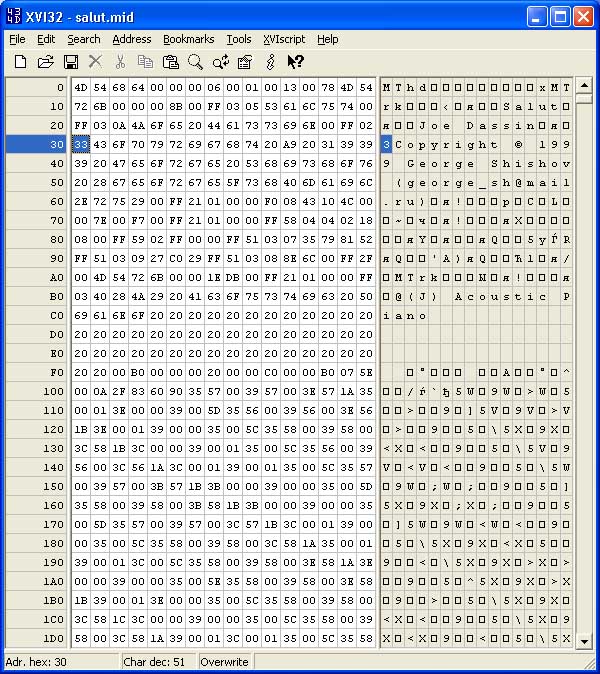 XVI32 - salut.mid
File Edit Search Address Bookmarks Tools XVIscript Help
0 4D 54 68 64 00 00 00 06 00 01 00 13 00 78 4D 54 M T h d □ □ □ □ □ □ □ □ □ x M T
10 72 6B 00 00 00 8B 00 FF 03 05 53 61 6C 75 74 00 r k □ □ □ ‹ □ я □ □ S a l u t □
20 FF 03 0A 4A 6F 65 20 44 61 73 73 69 6E 00 FF 02 я □ □ J o e D a s s i n □ я □
30 33 43 6F 70 79 72 69 67 68 74 20 A9 20 31 39 39 3 C o p y r i g h t © 1 9 9
40 39 20 47 65 6F 72 67 65 20 53 68 69 73 68 6F 76 9 G e o r g e S h i s h o v
50 20 28 67 65 6F 72 67 65 5F 73 68 40 6D 61 69 6C ( g e o r g e _ s h @ m a i l
60 2E 72 75 29 00 FF 21 01 00 00 F0 08 43 10 4C 00 . r u ) □ я ! □ □ □ р □ C □ L □
70 00 7E 00 F7 00 FF 21 01 00 00 FF 58 04 04 02 18 □ ~ □ ч □ я ! □ □ □ я X □ □ □ □
80 08 00 FF 59 02 FF 00 00 FF 51 03 07 35 79 81 52 □ □ я Y □ я □ □ я Q □ □ 5 y Ѓ R
90 FF 51 03 09 27 C0 29 FF 51 03 08 8E 6C 00 FF 2F я Q □ □ ' А ) я Q □ □ Ћ l □ я /
A0 00 4D 54 72 6B 00 00 1E DB 00 FF 21 01 00 00 FF □ M T r k □ □ □ Ы □ я ! □ □ □ я
B0 03 40 28 4A 29 20 41 63 6F 75 73 74 69 63 20 50 □ @ ( J ) A c o u s t i c P
C0 69 61 6E 6F 20 20 20 20 20 20 20 20 20 20 20 20 i a n o
D0 20 20 20 20 20 20 20 20 20 20 20 20 20 20 20 20
E0 20 20 20 20 20 20 20 20 20 20 20 20 20 20 20 20
F0 20 20 00 B0 00 00 00 20 00 00 C0 00 00 B0 07 5E □ ° □ □ □ □ □ А □ □ ° □ ^
100 00 0A 2F 83 60 90 35 57 00 39 57 00 3E 57 1A 35 □ □ / ѓ ` ђ 5 W □ 9 W □ > W □ 5
110 00 01 3E 00 00 39 00 5D 35 56 00 39 56 00 3E 56 □ □ > □ □ 9 □ ] 5 V □ 9 V □ > V
120 1B 3E 00 01 39 00 00 35 00 5C 35 58 00 39 58 00 □ > □ □ 9 □ □ 5 □ \ 5 X □ 9 X □
130 3C 58 1B 3C 00 00 39 00 01 35 00 5C 35 56 00 39 < X □ < □ □ 9 □ □ 5 □ \ 5 V □ 9
140 56 00 3C 56 1A 3C 00 01 39 00 01 35 00 5C 35 57 V □ < V □ < □ □ 9 □ □ 5 □ \ 5 W
150 00 39 57 00 3B 57 1B 3B 00 00 39 00 00 35 00 5D □ 9 W □ ; W □ ; □ □ 9 □ □ 5 □ ]
160 35 58 00 39 58 00 3B 58 1B 3B 00 00 39 00 00 35 5 X □ 9 X □ ; X □ ; □ □ 9 □ □ 5
170 00 5D 35 57 00 39 57 00 3C 57 1B 3C 00 01 39 00 □ ] 5 W □ 9 W □ < W □ < □ □ 9 □
180 00 35 00 5C 35 58 00 39 58 00 3C 58 1A 35 00 01 □ 5 □ \ 5 X □ 9 X □ < X □ 5 □ □
190 39 00 01 3C 00 5C 35 58 00 39 58 00 3E 58 1A 3E 9 □ □ < □ \ 5 X □ 9 X □ > X □ >
1A0 00 00 39 00 00 35 00 5E 35 58 00 39 58 00 3E 58 □ □ 9 □ □ 5 □ ^ 5 X □ 9 X □ > X
1B0 1B 39 00 01 3E 00 00 35 00 5C 35 58 00 39 58 00 □ 9 □ □ > □ □ 5 □ \ 5 X □ 9 X □
1C0 3C 58 1C 3C 00 00 39 00 00 35 00 5C 35 58 00 39 < X □ < □ □ 9 □ □ 5 □ \ 5 X □ 9
1D0 58 00 3C 58 1A 39 00 01 3C 00 01 35 00 5C 35 58 X □ < X □ 9 □ □ < □ □ 5 □ \ 5 X
Adr. hex: 30 Char dec: 51 Overwrite